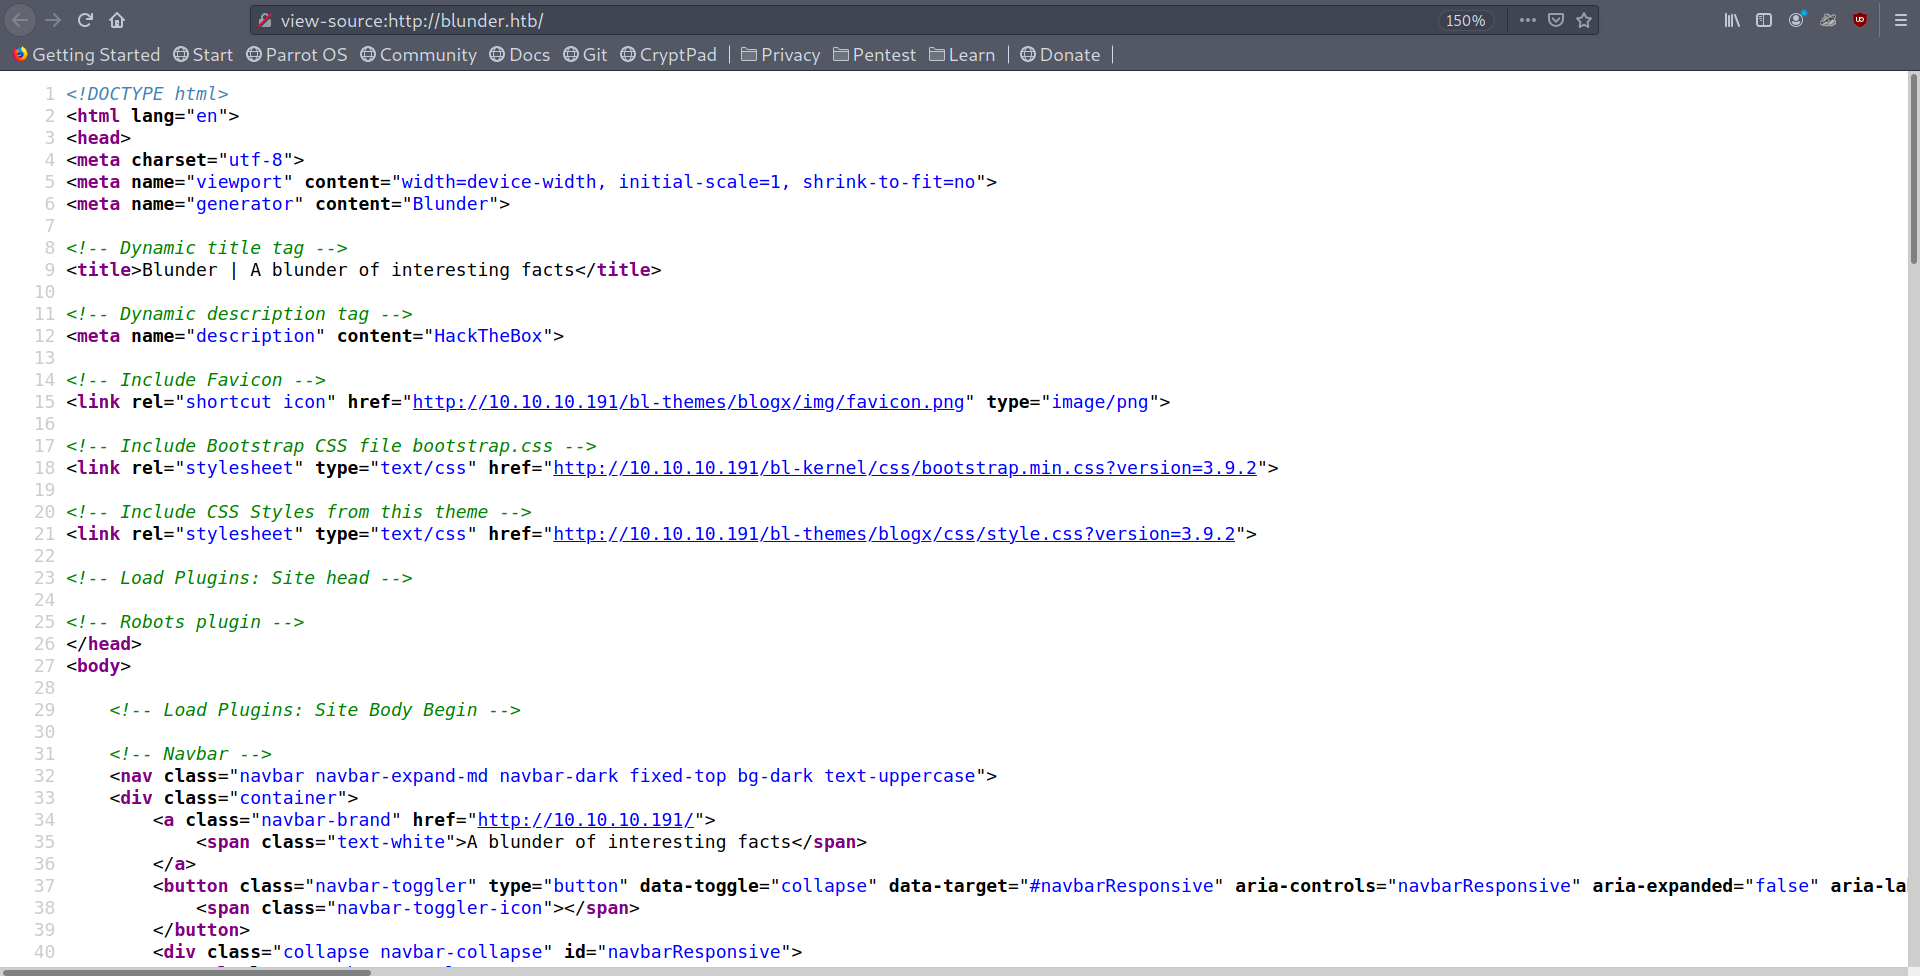 view-source:http://blunder.htb/
150%
Getting Started Start Parrot OS Community Docs Git CryptPad Privacy Pentest Learn Donate
1 <!DOCTYPE html>
2 <html lang="en">
3 <head>
4 <meta charset="utf-8">
5 <meta name="viewport" content="width=device-width, initial-scale=1, shrink-to-fit=no">
6 <meta name="generator" content="Blunder">
7
8 <!-- Dynamic title tag -->
9 <title>Blunder | A blunder of interesting facts</title>
10
11 <!-- Dynamic description tag -->
12 <meta name="description" content="HackTheBox">
13
14 <!-- Include Favicon -->
15 <link rel="shortcut icon" href="http://10.10.10.191/bl-themes/blogx/img/favicon.png" type="image/png">
16
17 <!-- Include Bootstrap CSS file bootstrap.css -->
18 <link rel="stylesheet" type="text/css" href="http://10.10.10.191/bl-kernel/css/bootstrap.min.css?version=3.9.2">
19
20 <!-- Include CSS Styles from this theme -->
21 <link rel="stylesheet" type="text/css" href="http://10.10.10.191/bl-themes/blogx/css/style.css?version=3.9.2">
22
23 <!-- Load Plugins: Site head -->
24
25 <!-- Robots plugin -->
26 </head>
27 <body>
28
29 <!-- Load Plugins: Site Body Begin -->
30
31 <!-- Navbar -->
32 <nav class="navbar navbar-expand-md navbar-dark fixed-top bg-dark text-uppercase">
33 <div class="container">
34 <a class="navbar-brand" href="http://10.10.10.191/">
35 <span class="text-white">A blunder of interesting facts</span>
36 </a>
37 <button class="navbar-toggler" type="button" data-toggle="collapse" data-target="#navbarResponsive" aria-controls="navbarResponsive" aria-expanded="false" aria-la
38 <span class="navbar-toggler-icon"></span>
39 </button>
40 <div class="collapse navbar-collapse" id="navbarResponsive">